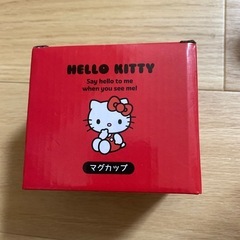 HELLO KITTY
Say hello to me
when you see me!
マグカップ